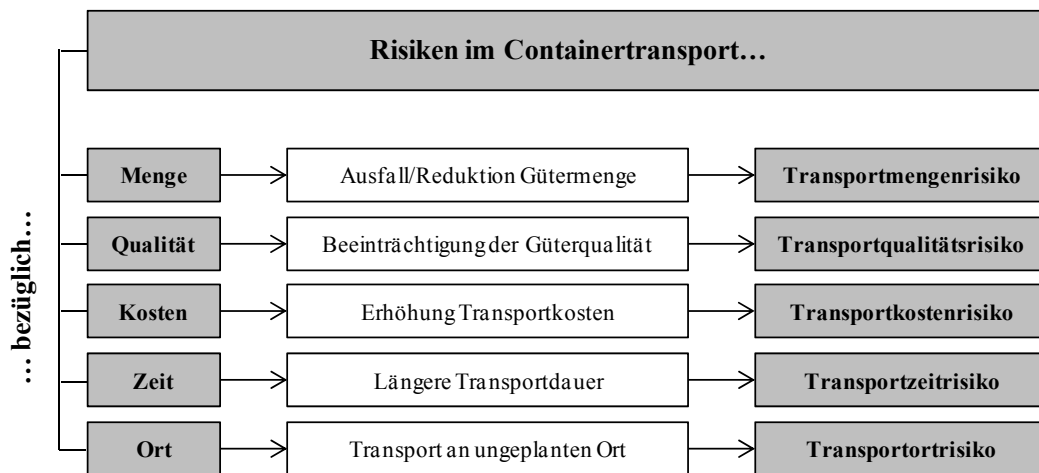 Risiken im Containertransport…
… bezüglich…
Menge Ausfall/Reduktion Gütermenge Transportmengenrisiko
Qualität Beeinträchtigung der Güterqualität Transportqualitätsrisiko
Kosten Erhöhung Transportkosten Transportkostenrisiko
Zeit Längere Transportdauer Transportzeitrisiko
Ort Transport an ungeplanten Ort Transportortrisiko